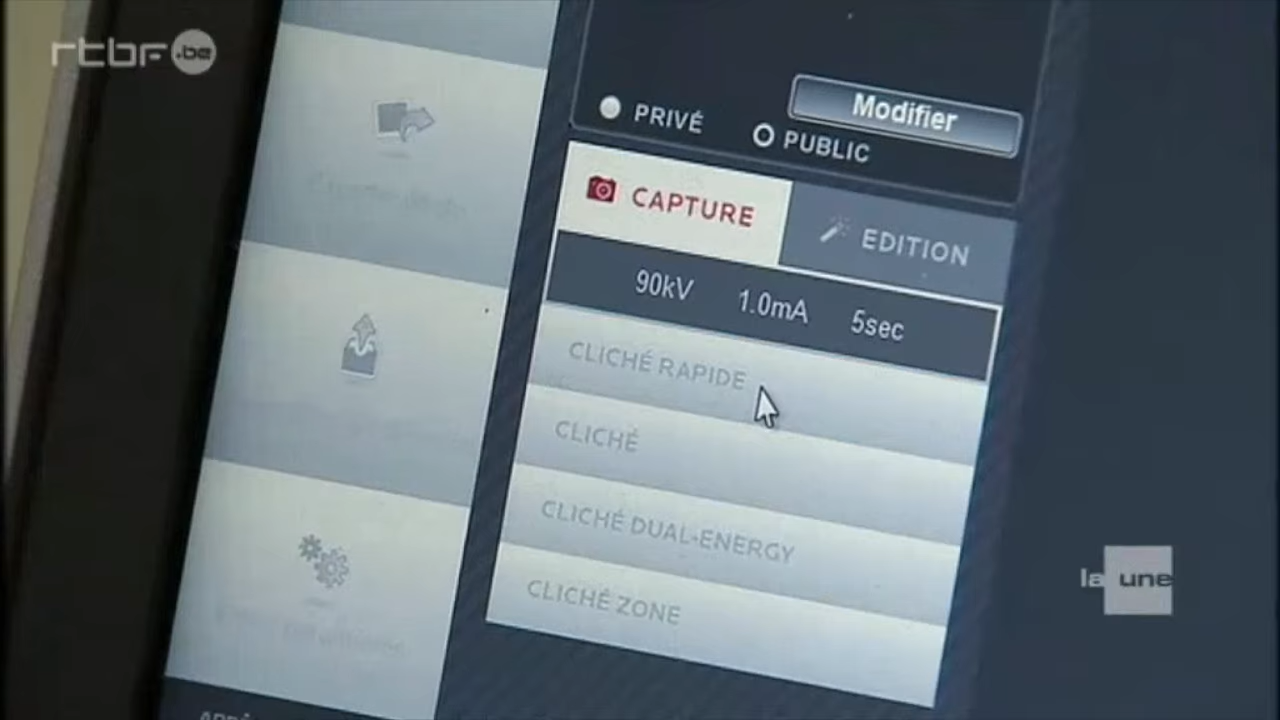 rtbf.be
Modifier
PRIVÉ
PUBLIC
CAPTURE
EDITION
90kV 1.0mA 5sec
CLICHÉ RAPIDE
CLICHÉ
CLICHÉ DUAL-ENERGY
CLICHÉ ZONE
la une